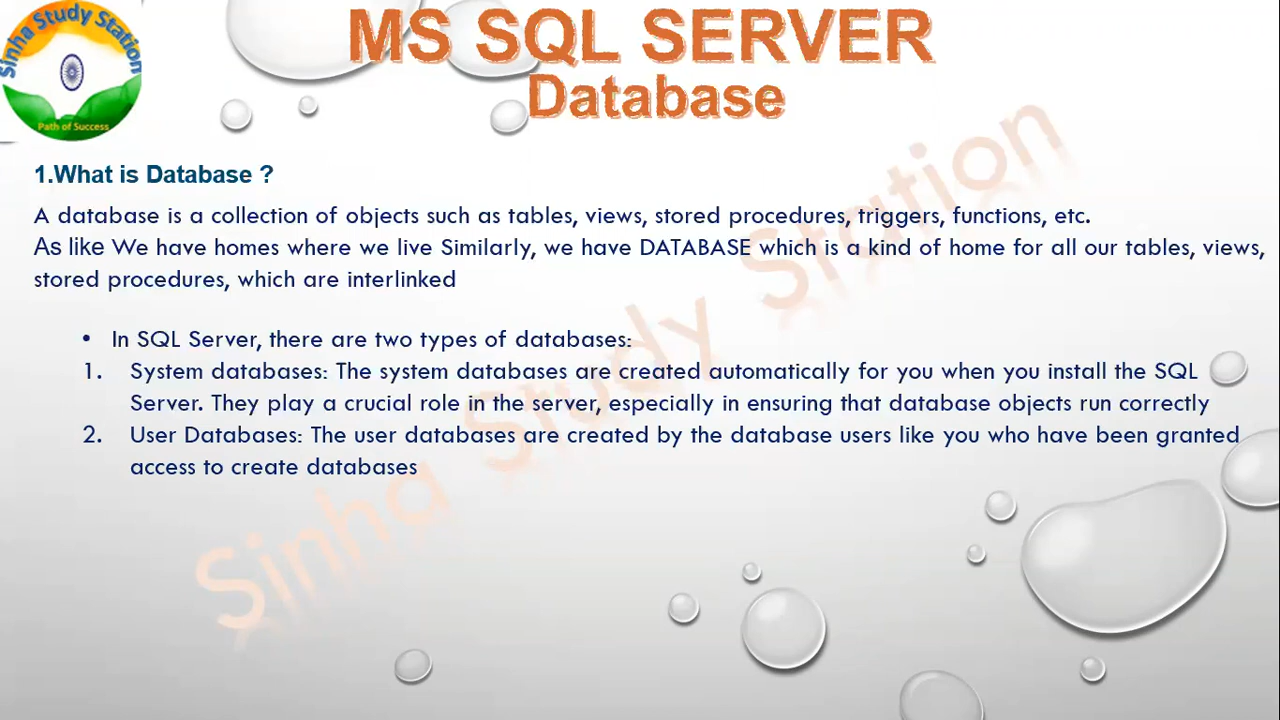 Sinha Study Station
Path of Success
MS SQL SERVER
Database
1.What is Database ?
A database is a collection of objects such as tables, views, stored procedures, triggers, functions, etc.
As like We have homes where we live Similarly, we have DATABASE which is a kind of home for all our tables, views,
stored procedures, which are interlinked
• In SQL Server, there are two types of databases:
1. System databases: The system databases are created automatically for you when you install the SQL
Server. They play a crucial role in the server, especially in ensuring that database objects run correctly
2. User Databases: The user databases are created by the database users like you who have been granted
access to create databases
Sinha Study Station